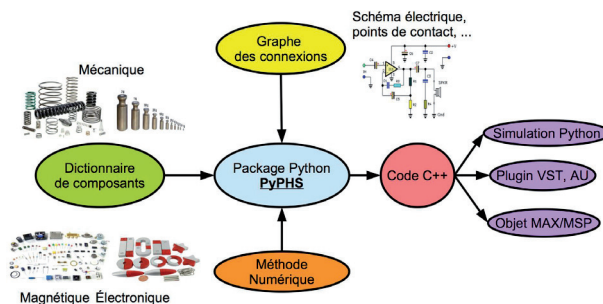 Schéma électrique,
points de contact, ...
Graphe
des connexions
Mécanique
Dictionnaire
de composants
Package Python
PyPHS
Code C++
Simulation Python
Plugin VST, AU
Objet MAX/MSP
Méthode
Numérique
Magnétique Électronique